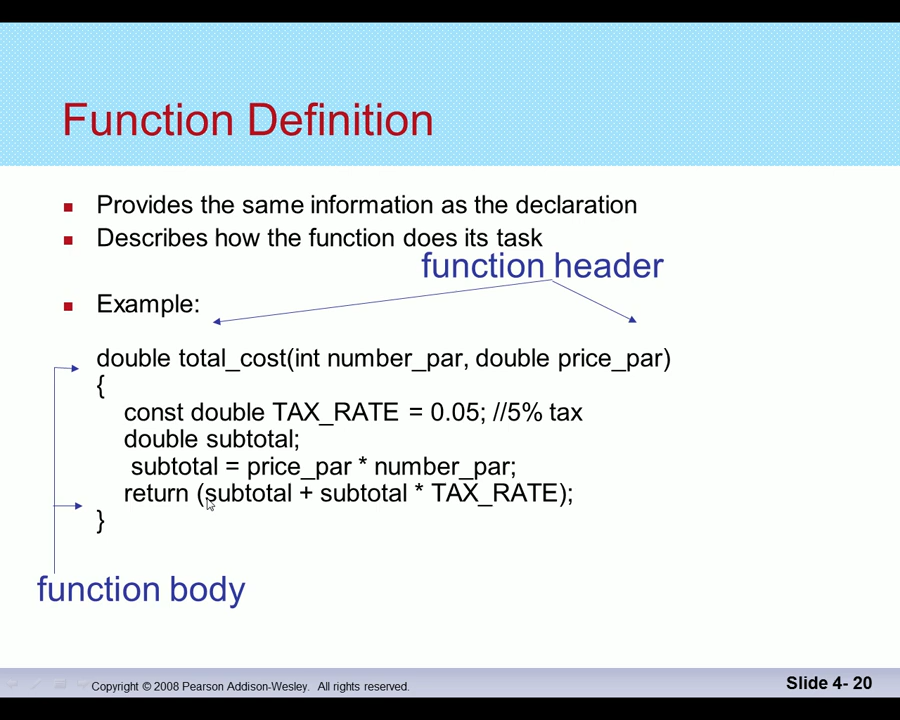 Function Definition
Provides the same information as the declaration
Describes how the function does its task
function header
Example:
double total_cost(int number_par, double price_par)
{
const double TAX_RATE = 0.05; //5% tax
double subtotal;
subtotal = price_par * number_par;
return (subtotal + subtotal * TAX_RATE);
}
function body
Copyright © 2008 Pearson Addison-Wesley. All rights reserved.
Slide 4- 20